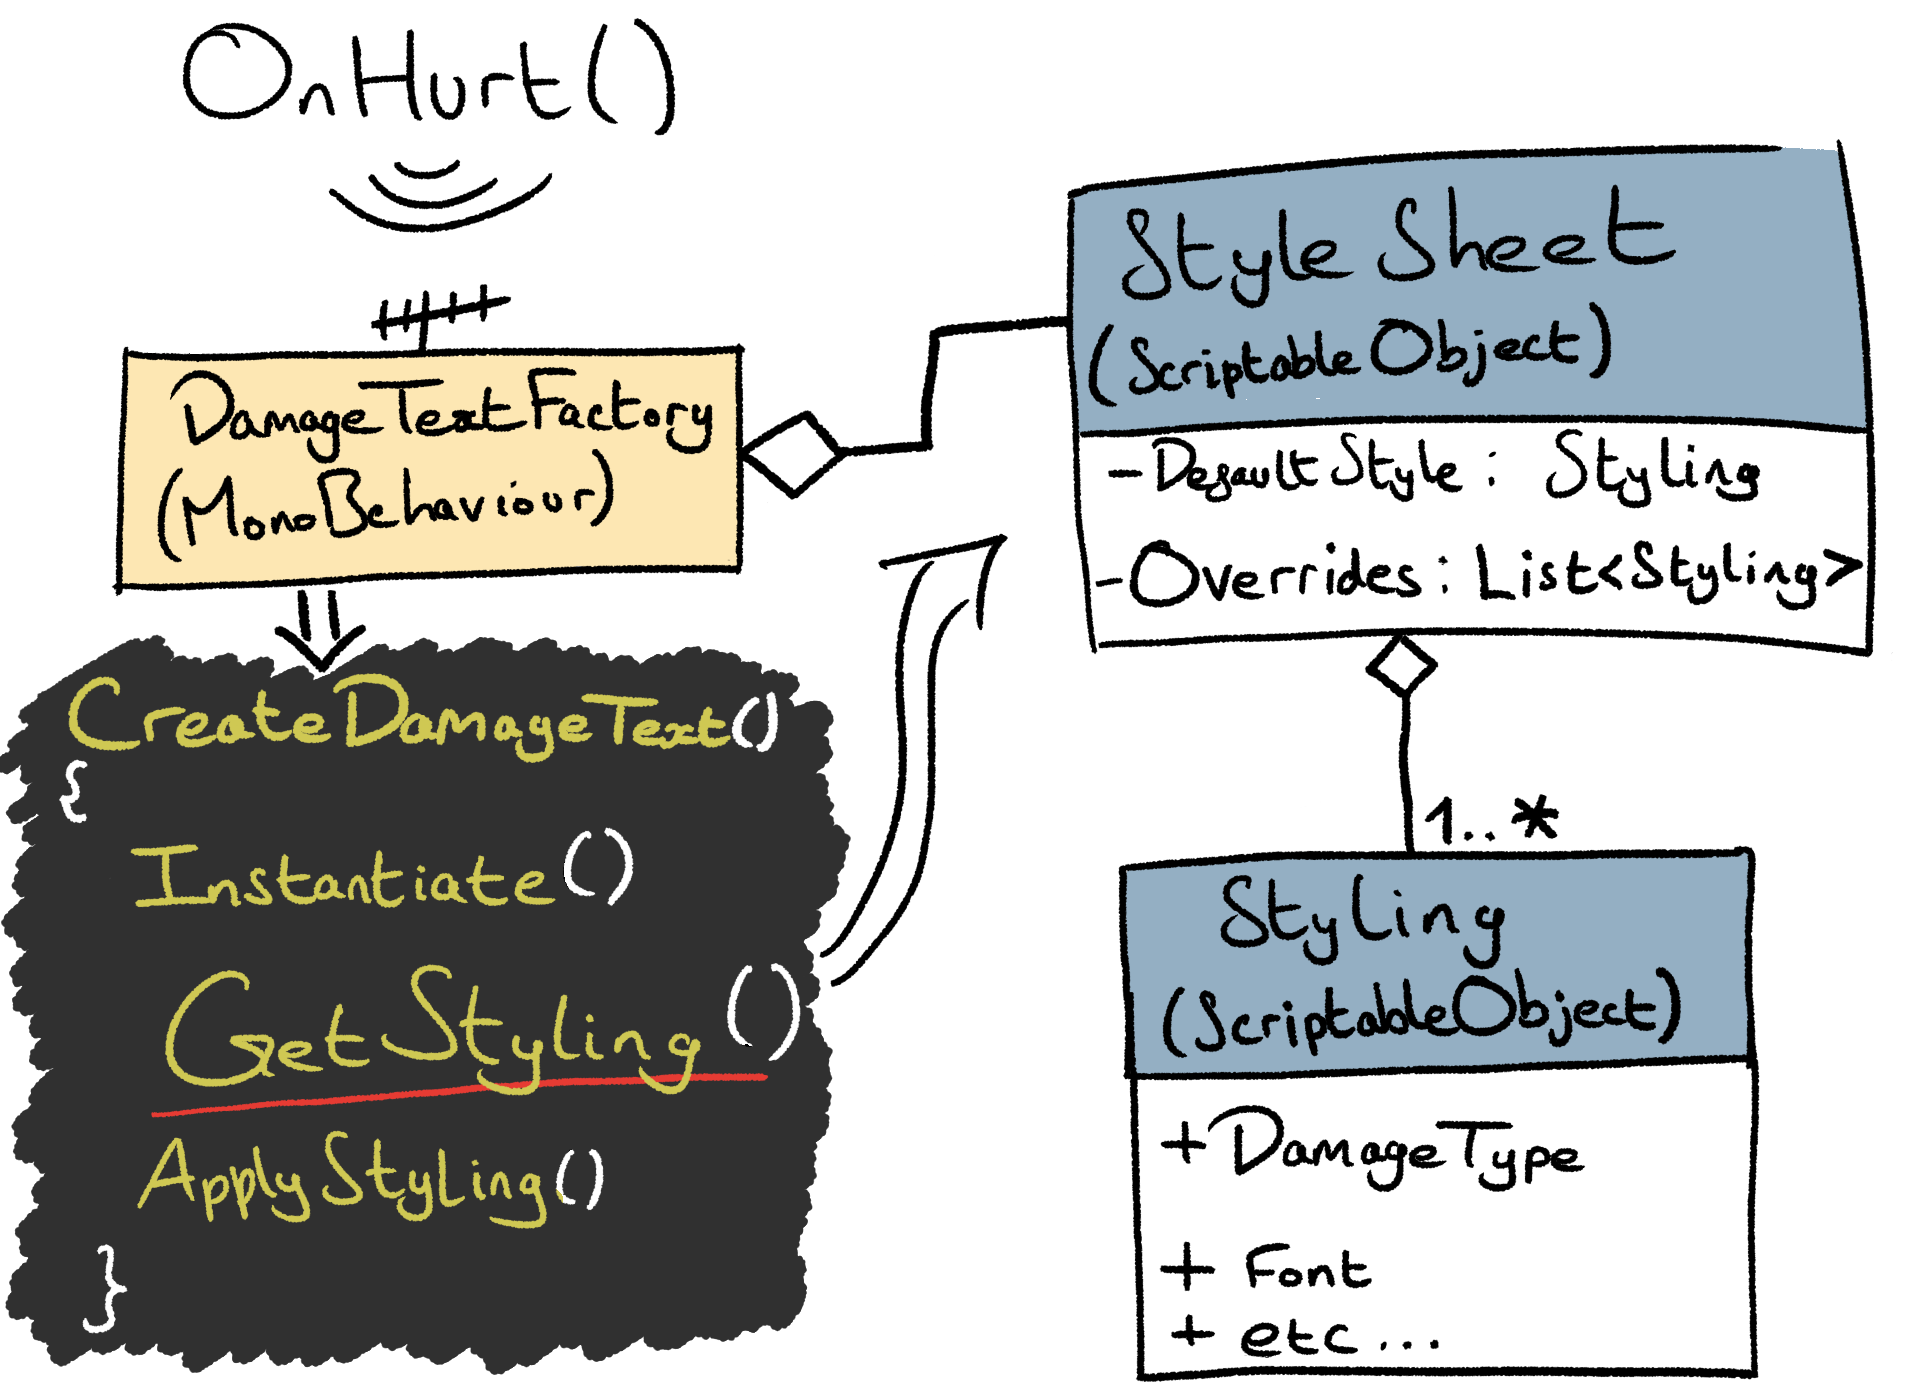 OnHurt()
DamageTextFactory
(MonoBehaviour)
CreateDamageText()
{
Instantiate()
GetStyling()
ApplyStyling()
}
StyleSheet
(ScriptableObject)
- DefaultStyle: Styling
- Overrides: List<Styling>
1..*
Styling
(ScriptableObject)
+ DamageType
+ Font
+ etc...